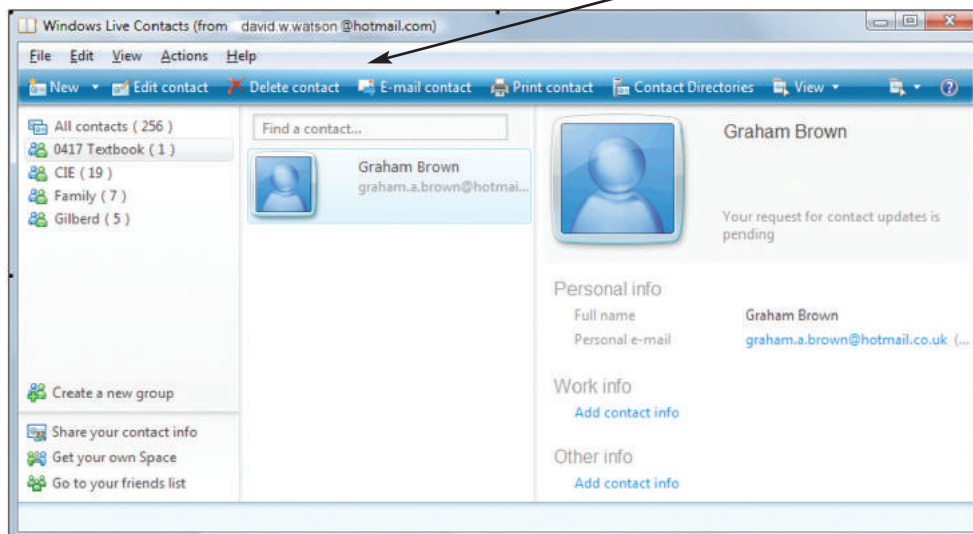 Windows Live Contacts (from david.w.watson @hotmail.com)
File Edit View Actions Help
New Edit contact Delete contact E-mail contact Print contact Contact Directories View
All contacts ( 256 )
0417 Textbook ( 1 )
CIE ( 19 )
Family ( 7 )
Gilberd ( 5 )
Create a new group
Share your contact info
Get your own Space
Go to your friends list
Find a contact...
Graham Brown
graham.a.brown@hotmai...
Graham Brown
Your request for contact updates is
pending
Personal info
Full name Graham Brown
Personal e-mail graham.a.brown@hotmail.co.uk (...
Work info
Add contact info
Other info
Add contact info